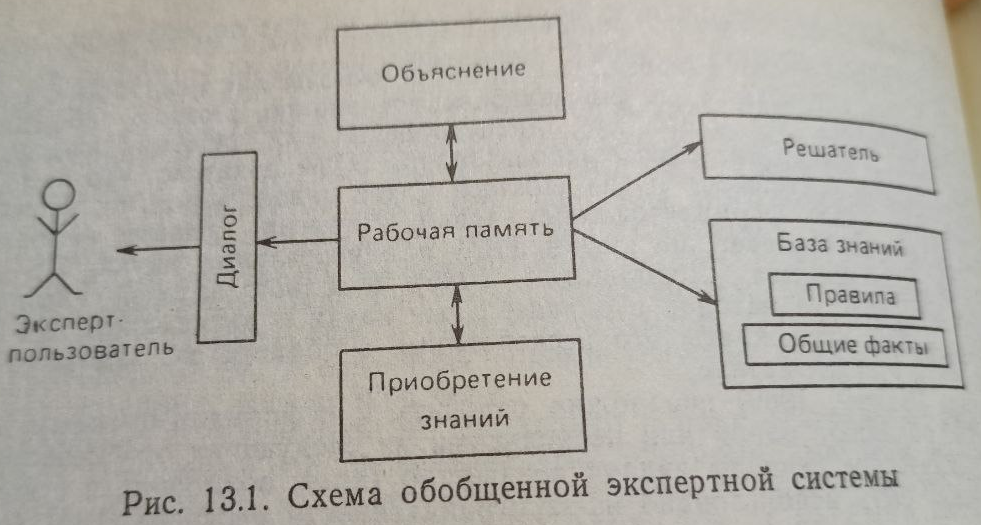 Объяснение
Решатель
Диалог
Рабочая память
База знаний
Правила
Общие факты
Эксперт-
пользователь
Приобретение
знаний
Рис. 13.1. Схема обобщенной экспертной системы